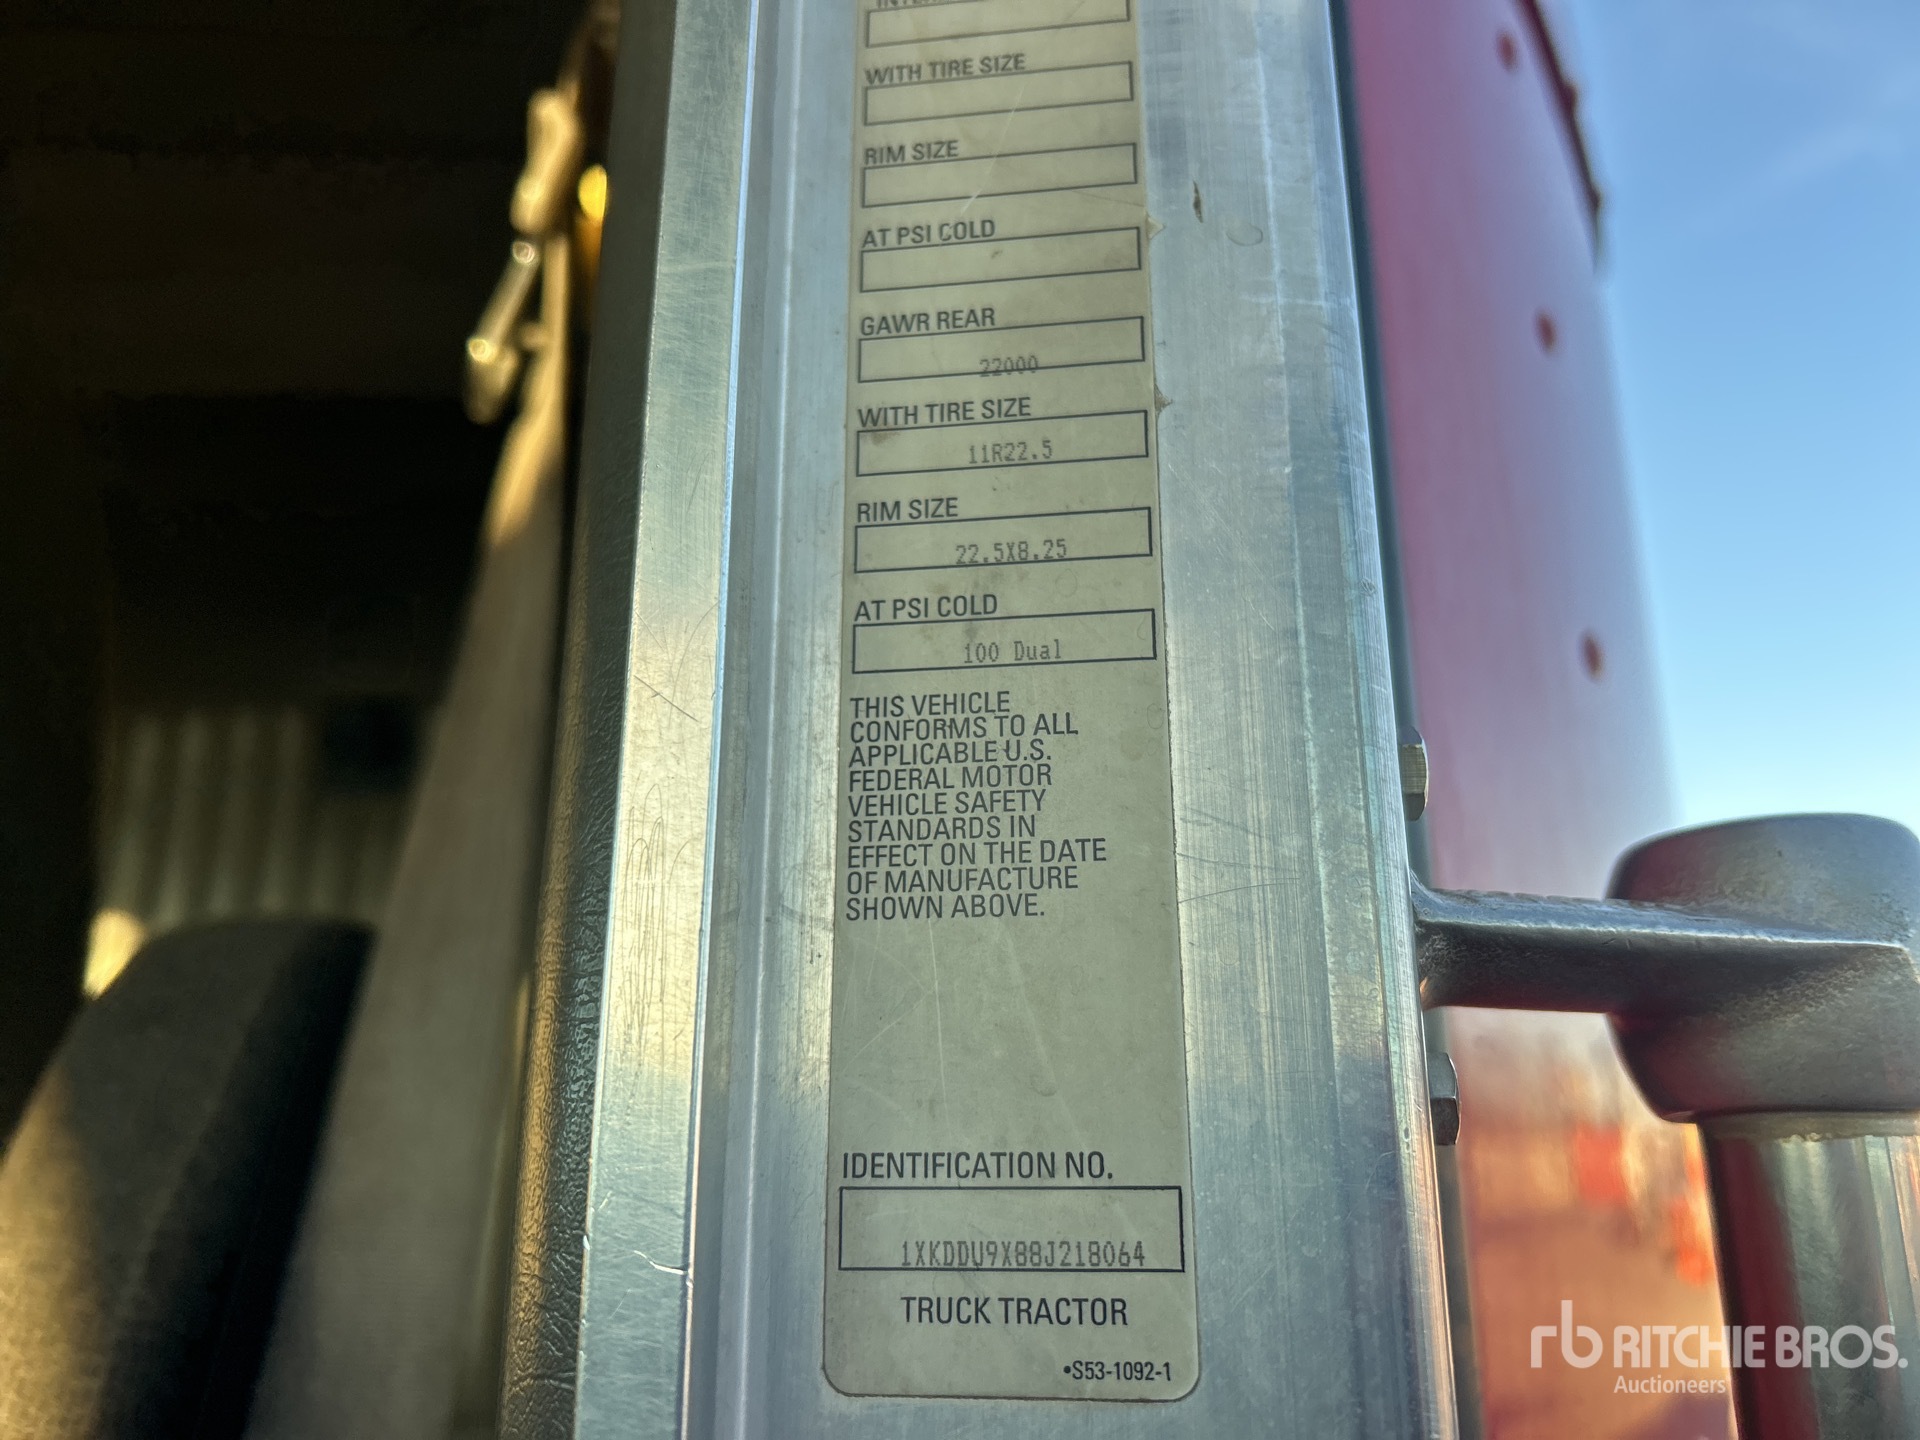 WITH TIRE SIZE
RIM SIZE
AT PSI COLD
GAWR REAR
22000
WITH TIRE SIZE
11R22.5
RIM SIZE
22.5X8.25
AT PSI COLD
100 Dual
THIS VEHICLE
CONFORMS TO ALL
APPLICABLE U.S.
FEDERAL MOTOR
VEHICLE SAFETY
STANDARDS IN
EFFECT ON THE DATE
OF MANUFACTURE
SHOWN ABOVE.
IDENTIFICATION NO.
1XKDDU9X88J218064
TRUCK TRACTOR
•S53-1092-1
rb RITCHIE BROS.
Auctioneers